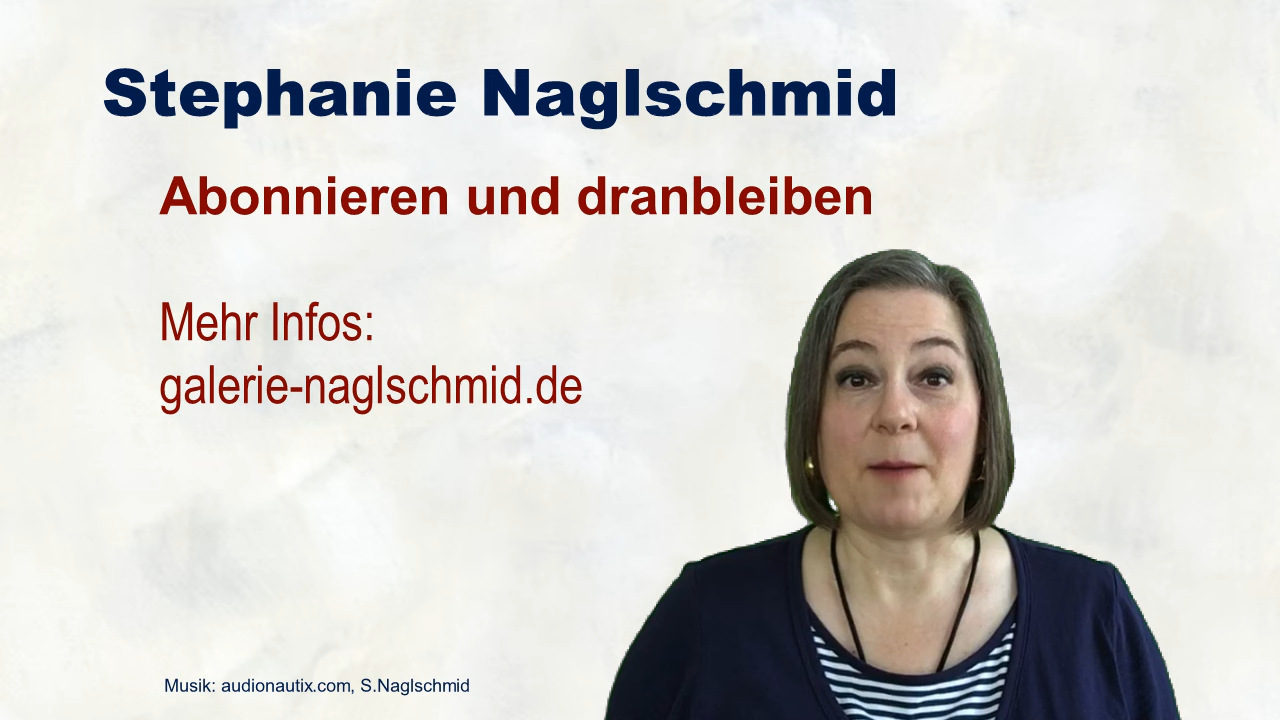 Stephanie Naglschmid
Abonnieren und dranbleiben
Mehr Infos:
galerie-naglschmid.de
Musik: audionautix.com, S.Naglschmid